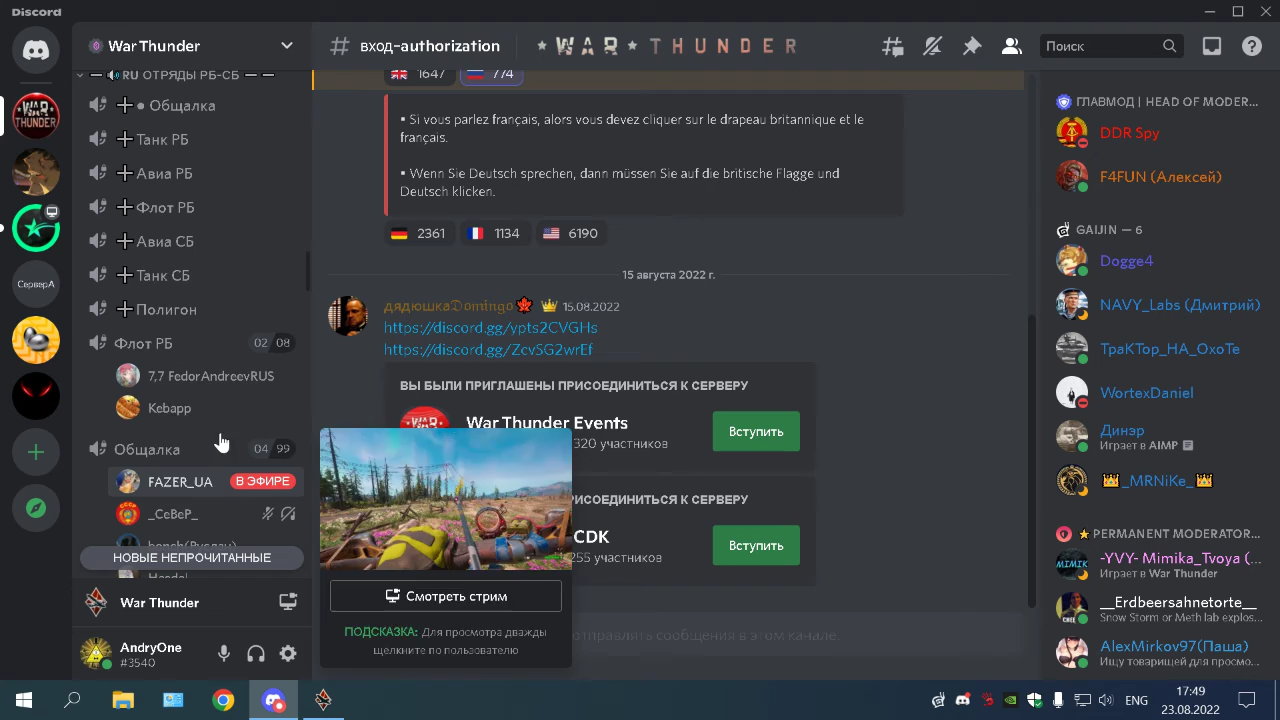 Discord
War Thunder
RU ОТРЯДЫ РБ-СБ
Общалка
Танк РБ
Авиа РБ
Флот РБ
Авиа СБ
Танк СБ
Полигон
Флот РБ 02 08
7,7 FedorAndreevRUS
Kebapp
Общалка 04 99
FAZER_UA В ЭФИРЕ
_CeBeP_
НОВЫЕ НЕПРОЧИТАННЫЕ
War Thunder
AndryOne
#3540
СерверА
# вход-authorization
WAR THUNDER
Поиск
1647 774
▪ Si vous parlez français, alors vous devez cliquer sur le drapeau britannique et le
français.
▪ Wenn Sie Deutsch sprechen, dann müssen Sie auf die britische Flagge und
Deutsch klicken.
2361 1134 6190
15 августа 2022 г.
дядюшка𝔇𝔬𝔪𝔦𝔫𝔤𝔬 15.08.2022
https://discord.gg/ypts2CVGHs
https://discord.gg/ZcvSG2wrEf
ВЫ БЫЛИ ПРИГЛАШЕНЫ ПРИСОЕДИНИТЬСЯ К СЕРВЕРУ
War Thunder Events
320 участников
Вступить
ИСОЕДИНИТЬСЯ К СЕРВЕРУ
CDK
255 участников
Вступить
Смотреть стрим
ПОДСКАЗКА: Для просмотра дважды
щелкните по пользователю
отправлять сообщения в этом канале.
ГЛАВМОД | HEAD OF MODER...
DDR Spy
F4FUN (Алексей)
GAIJIN — 6
Dogge4
NAVY_Labs (Дмитрий)
TpaKTop_HA_OxoTe
WortexDaniel
Динэр
Играет в AIMP
_MRNiKe_
PERMANENT MODERATOR...
-YVY- Mimika_Tvoya (...
Играет в War Thunder
__Erdbeersahnetorte__
Snow Storm or Meth lab explos...
AlexMirkov97(Паша)
Ищу товарищей для просмо...
ENG
17:49
23.08.2022